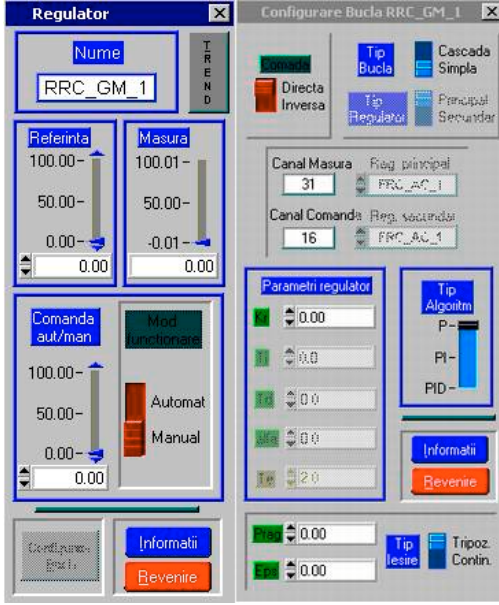 Regulator
Nume
RRC_GM_1
TREND
Referinta
100.00
50.00
0.00
0.00
Masura
100.01
50.00
-0.01
0.00
Comanda
aut/man
100.00
50.00
0.00
0.00
Mod
functionare
Automat
Manual
Configurare
Bucla
Informatii
Revenire
Configurare Bucla RRC_GM_1
Comada
Directa
Inversa
Tip
Bucla
Cascada
Simpla
Tip
Regulator
Principal
Secundar
Canal Masura
31
Reg. principal
FRC_AC_1
Canal Comanda
16
Reg. secundar
FRC_AC_1
Parametri regulator
Kr
0.00
Ti
0.0
Td
0.0
alfa
0.0
Te
2.0
Tip
Algoritm
P
PI
PID
Informatii
Revenire
Prag
0.00
Eps
0.00
Tip
Iesire
Tripoz.
Contin.